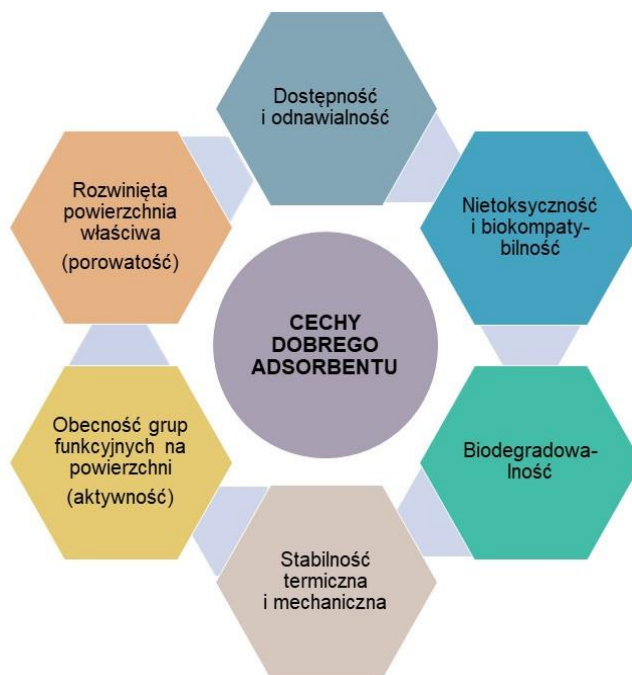 Dostępność
i odnawialność
Nietoksyczność
i biokompaty-
bilność
Biodegradowa-
lność
Stabilność
termiczna
i mechaniczna
Obecność grup
funkcyjnych na
powierzchni
(aktywność)
Rozwinięta
powierzchnia
właściwa
(porowatość)
CECHY
DOBREGO
ADSORBENTU